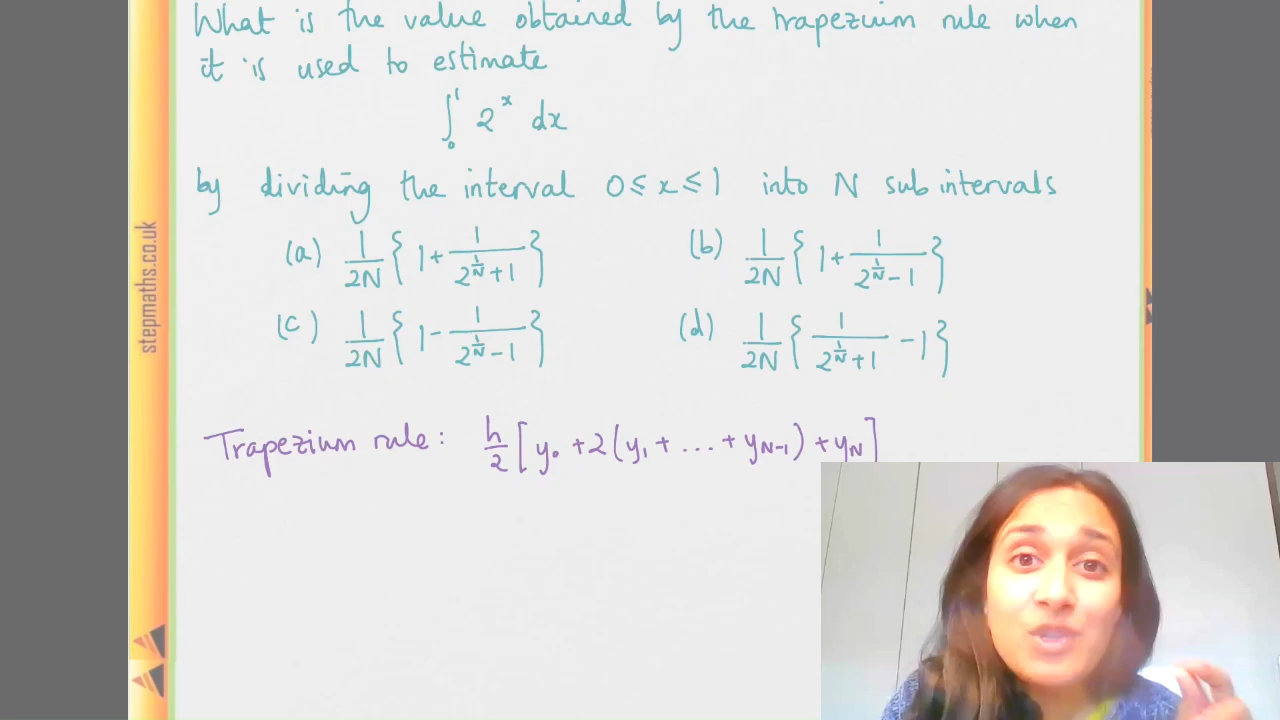 What is the value obtained by the trapezium rule when
it is used to estimate
∫₀¹ 2ˣ dx
by dividing the interval 0 ≤ x ≤ 1 into N subintervals
(a) 1/2N { 1 + 1/(2^(1/N) + 1) }
(b) 1/2N { 1 + 1/(2^(1/N) - 1) }
(c) 1/2N { 1 - 1/(2^(1/N) - 1) }
(d) 1/2N { 1/(2^(1/N) + 1) - 1 }
Trapezium rule: h/2 [ y₀ + 2(y₁ + ... + y_(N-1)) + y_N ]
stepmaths.co.uk